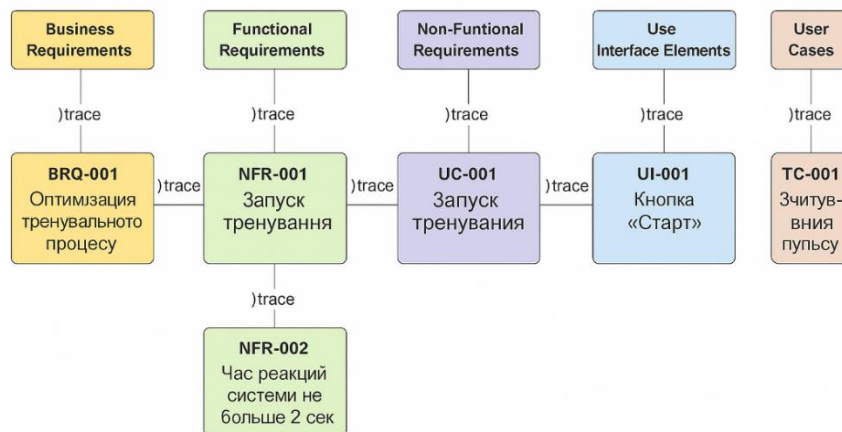 Business
Requirements
Functional
Requirements
Non-Funtional
Requirements
Use
Interface Elements
User
Cases
)trace
)trace
)trace
)trace
)trace
BRQ-001
Оптимізация
тренувального
процесу
)trace
NFR-001
Запуск
тренування
)trace
UC-001
Запуск
тренувания
)trace
UI-001
Кнопка
«Старт»
TC-001
Зчитув-
вния
пупьсу
)trace
NFR-002
Час реакций
системи не
больше 2 сек